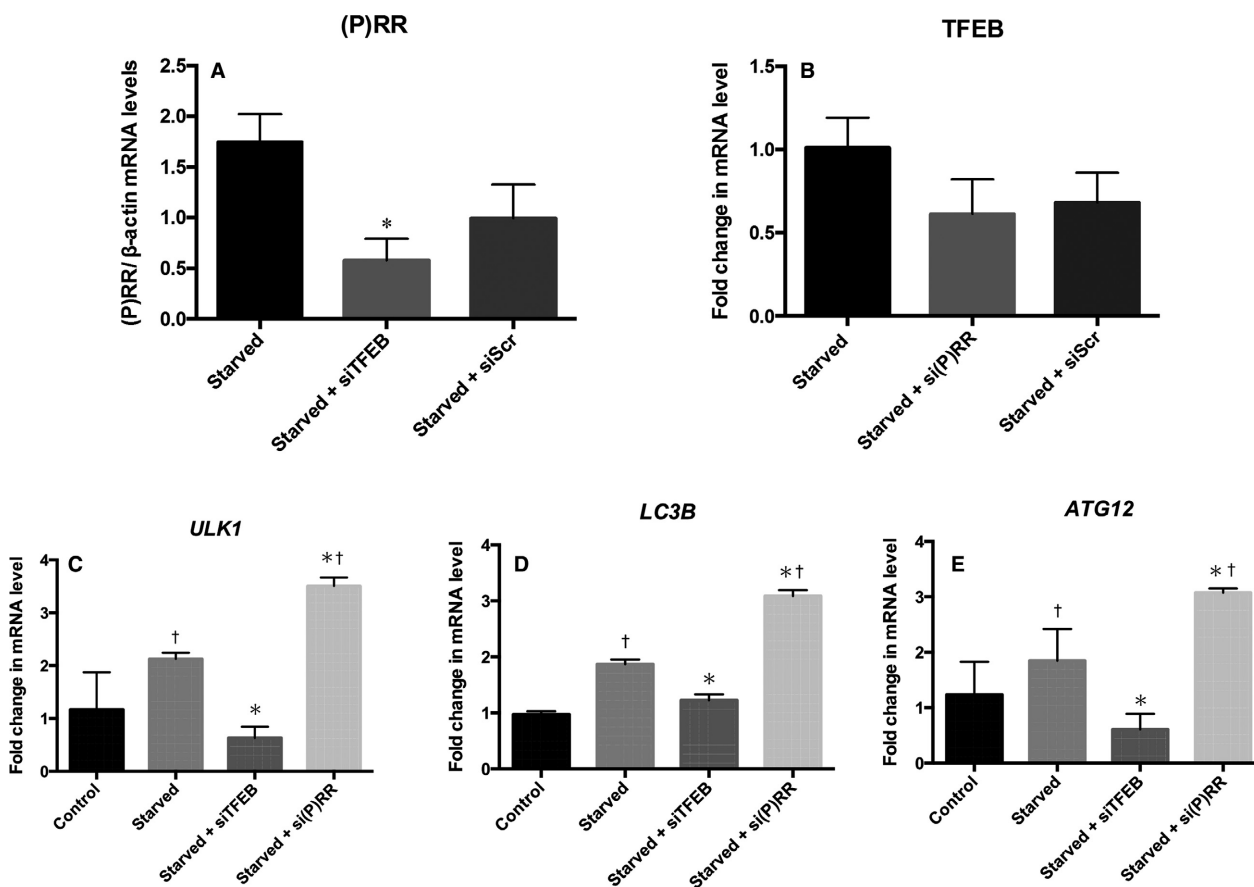 (P)RR
A
(P)RR/ β-actin mRNA levels
2.5
2.0
1.5
1.0
0.5
0.0
*
Starved
Starved + siTFEB
Starved + siScr
TFEB
B
Fold change in mRNA level
1.5
1.0
0.5
0.0
Starved
Starved + si(P)RR
Starved + siScr
ULK1
C
Fold change in mRNA level
4
3
2
1
0
†
*
*†
Control
Starved
Starved + siTFEB
Starved + si(P)RR
LC3B
D
Fold change in mRNA level
4
3
2
1
0
†
*
*†
Control
Starved
Starved + siTFEB
Starved + si(P)RR
ATG12
E
Fold change in mRNA level
4
3
2
1
0
†
*
*†
Control
Starved
Starved + siTFEB
Starved + si(P)RR